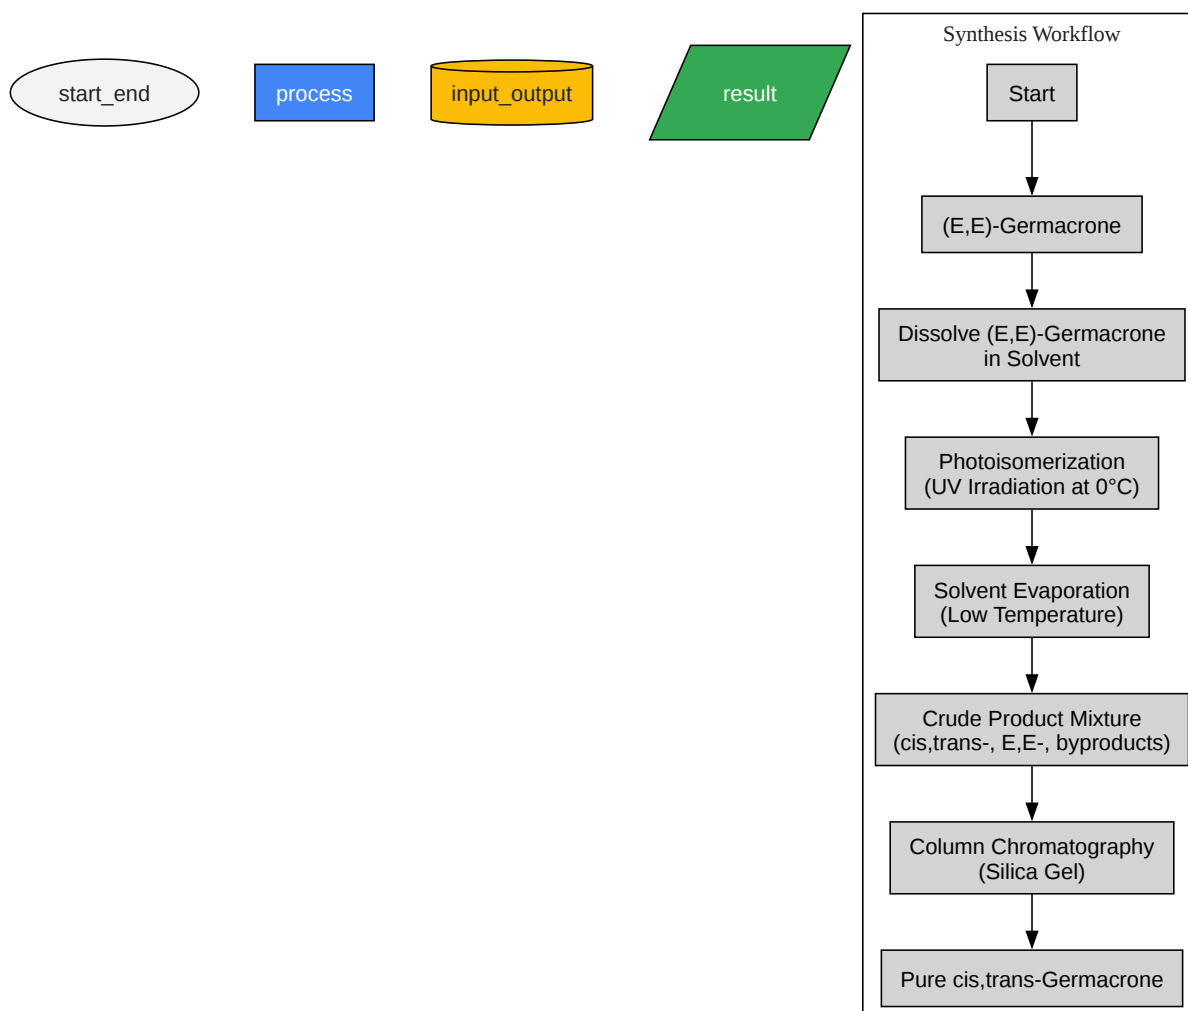 start_end
process
input_output
result
Synthesis Workflow
Start
(E,E)-Germacrone
Dissolve (E,E)-Germacrone
in Solvent
Photoisomerization
(UV Irradiation at 0°C)
Solvent Evaporation
(Low Temperature)
Crude Product Mixture
(cis,trans-, E,E-, byproducts)
Column Chromatography
(Silica Gel)
Pure cis,trans-Germacrone